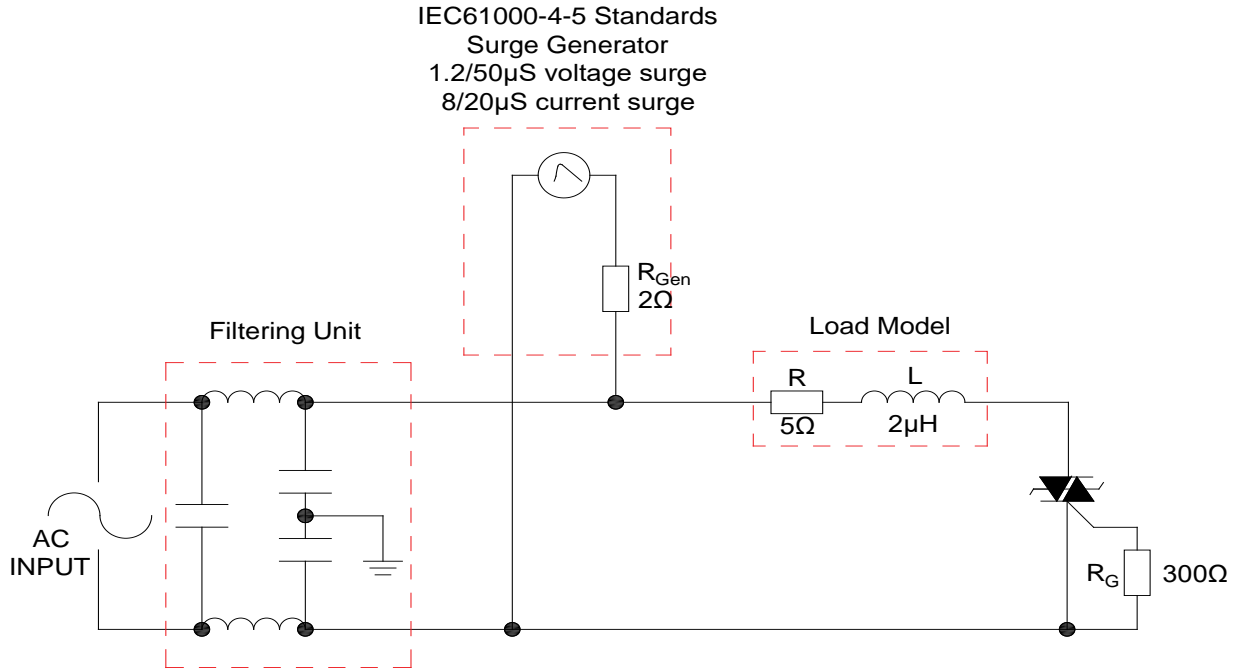 IEC61000-4-5 Standards
Surge Generator
1.2/50µS voltage surge
8/20µS current surge
RGen
2Ω
Filtering Unit
Load Model
R
L
5Ω
2µH
AC
INPUT
RG
300Ω